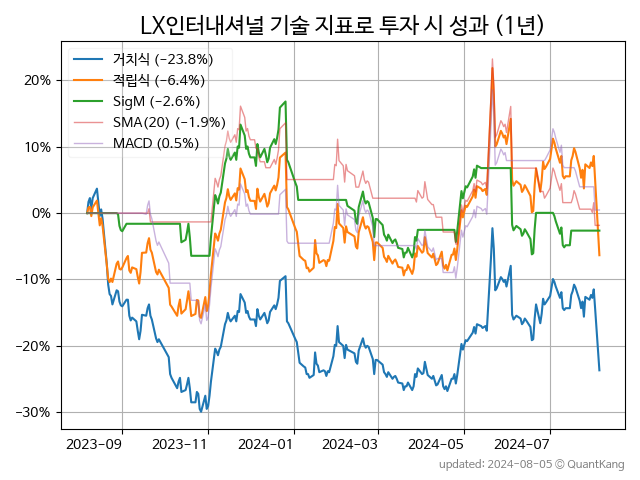 LX인터내셔널 기술 지표로 투자 시 성과 (1년)
거치식 (−23.8%)
적립식 (−6.4%)
SigM (−2.6%)
SMA(20) (−1.9%)
MACD (0.5%)
20%
10%
0%
−10%
−20%
−30%
2023-09 2023-11 2024-01 2024-03 2024-05 2024-07
updated: 2024-08-05 © QuantKang